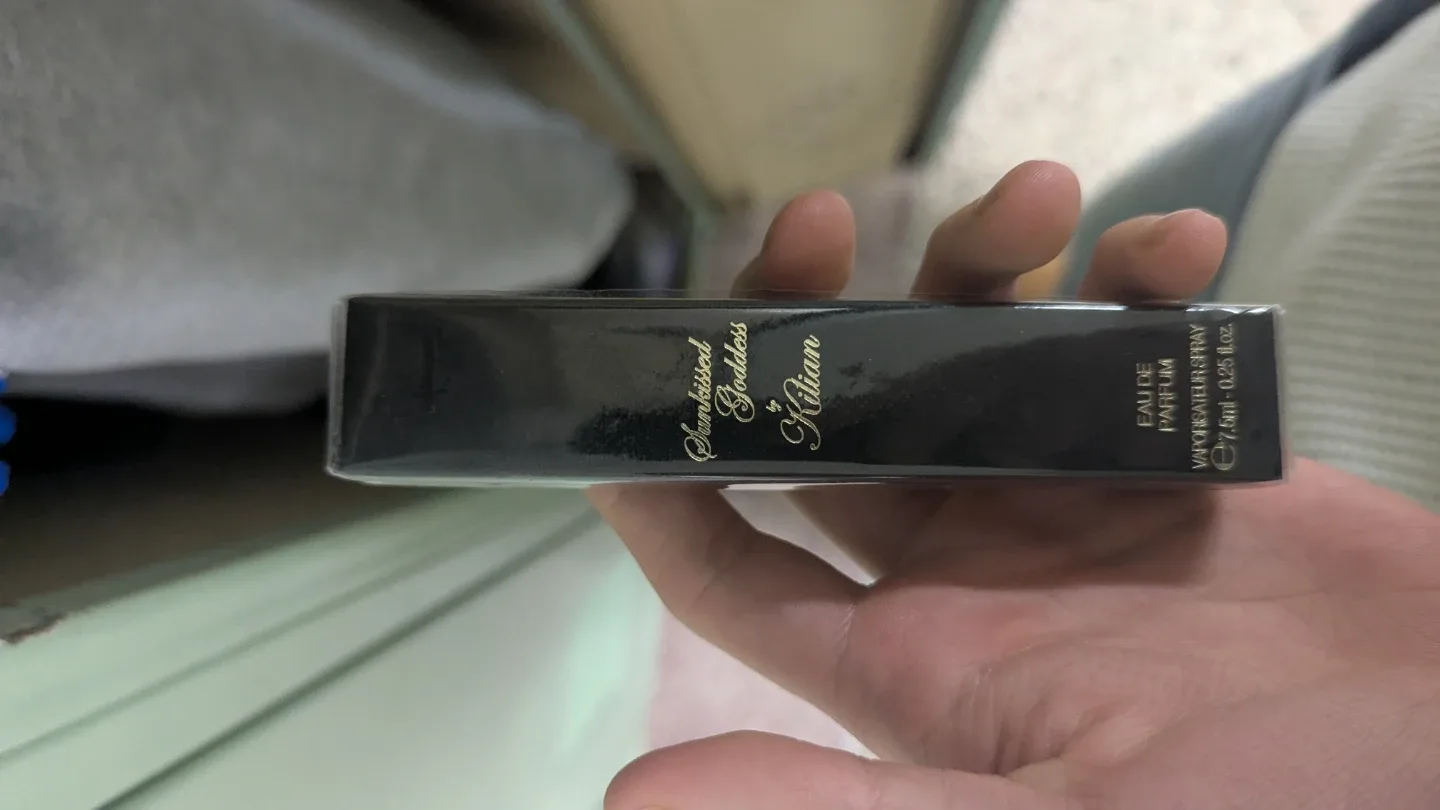 Sunkissed
Goddess
by
Kilian
EAU DE
PARFUM
VAPORISATEUR SPRAY
℮ 7.5ml - 0.25 fl.oz.